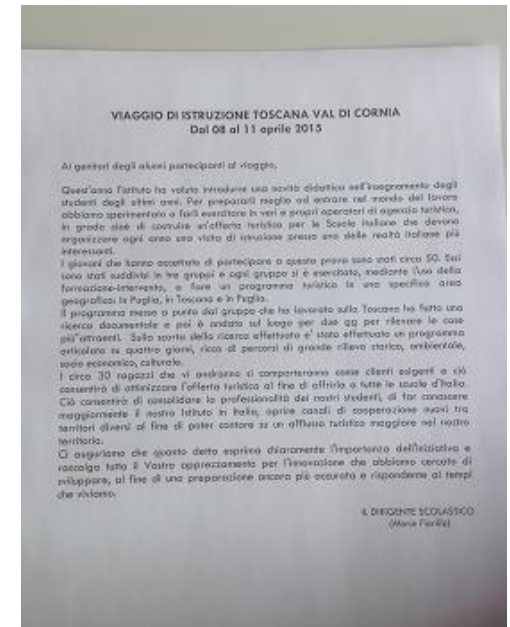 VIAGGIO DI ISTRUZIONE TOSCANA VAL DI CORNIA
Dal 08 al 11 aprile 2015
Ai genitori degli alunni partecipanti al viaggio,
Quest'anno l'istituto ha voluto introdurre una novità didattica nell'insegnamento degli
studenti degli ultimi anni. Per prepararli meglio ad entrare nel mondo del lavoro
abbiamo sperimentato a farli esercitare in veri e propri operatori di agenzia turistica,
in grado cioè di costruire un'offerta turistica per le Scuole italiane che devono
organizzare ogni anno una visita di istruzione presso una delle realtà italiane più
interessanti.
I giovani che hanno accettato di partecipare a questa prova sono stati circa 50. Essi
sono stati suddivisi in tre gruppi e ogni gruppo si è esercitato, mediante l'uso della
formazione-intervento, a fare un programma turistico in una specifica area
geografica: in Puglia, in Toscana e in Puglia.
Il programma messo a punto dal gruppo che ha lavorato sulla Toscana ha fatto una
ricerca documentale e poi è andato sul luogo per due gg per rilevare le cose
più attraenti. Sulla scorta della ricerca effettuata e' stato effettuato un programma
articolato su quattro giorni, ricco di percorsi di grande rilievo storico, ambientale,
socio economico, culturale.
I circa 30 ragazzi che vi andranno si comporteranno come clienti esigenti e ciò
consentirà di ottimizzare l'offerta turistica al fine di offrirla a tutte le scuole d'Italia.
Ciò consentirà di consolidare la professionalità dei nostri studenti, di far conoscere
maggiormente il nostro Istituto in Italia, aprire canali di cooperazione nuovi tra
territori diversi al fine di poter contare su un afflusso turistico maggiore nel nostro
territorio.
Ci auguriamo che quanto detto esprima chiaramente l'importanza dell'iniziativa e
raccolga tutto il Vostro apprezzamento per l'innovazione che abbiamo cercato di
sviluppare, al fine di una preparazione ancora più accurata e rispondente ai tempi
che viviamo.
IL DIRIGENTE SCOLASTICO
(Maria Fiorilla)